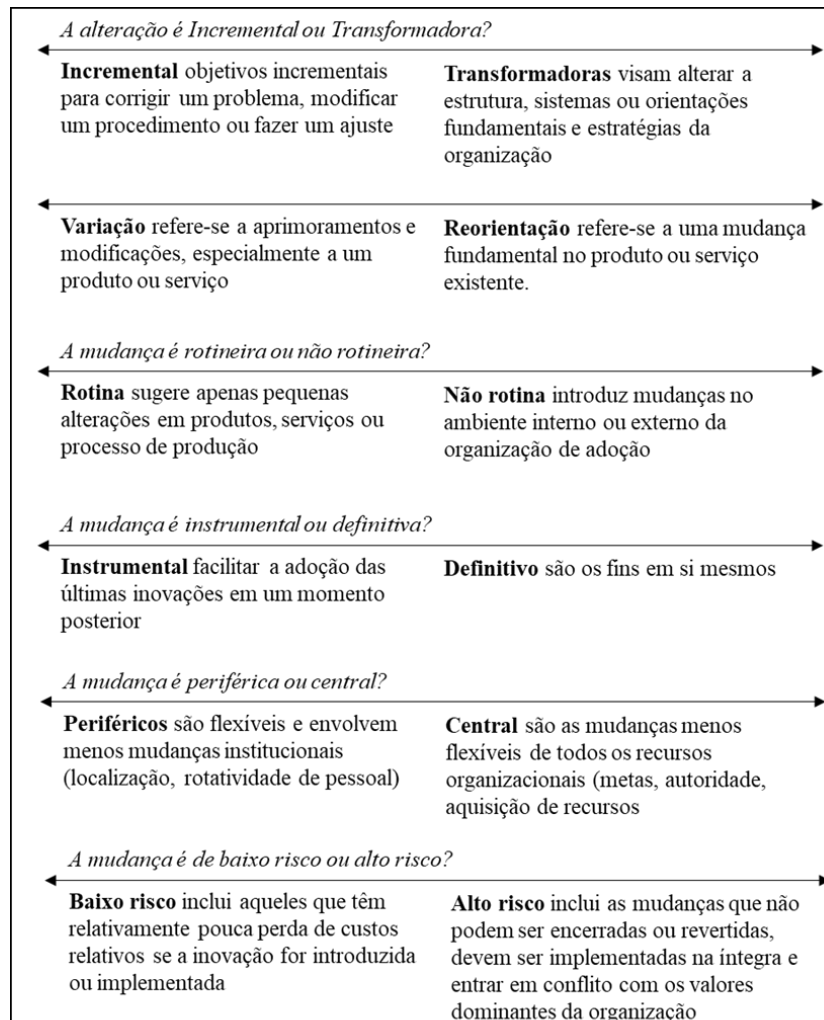 A alteração é Incremental ou Transformadora?
Incremental objetivos incrementais
para corrigir um problema, modificar
um procedimento ou fazer um ajuste
Transformadoras visam alterar a
estrutura, sistemas ou orientações
fundamentais e estratégias da
organização
Variação refere-se a aprimoramentos e
modificações, especialmente a um
produto ou serviço
Reorientação refere-se a uma mudança
fundamental no produto ou serviço
existente.
A mudança é rotineira ou não rotineira?
Rotina sugere apenas pequenas
alterações em produtos, serviços ou
processo de produção
Não rotina introduz mudanças no
ambiente interno ou externo da
organização de adoção
A mudança é instrumental ou definitiva?
Instrumental facilitar a adoção das
últimas inovações em um momento
posterior
Definitivo são os fins em si mesmos
A mudança é periférica ou central?
Periféricos são flexíveis e envolvem
menos mudanças institucionais
(localização, rotatividade de pessoal)
Central são as mudanças menos
flexíveis de todos os recursos
organizacionais (metas, autoridade,
aquisição de recursos
A mudança é de baixo risco ou alto risco?
Baixo risco inclui aqueles que têm
relativamente pouca perda de custos
relativos se a inovação for introduzida
ou implementada
Alto risco inclui as mudanças que não
podem ser encerradas ou revertidas,
devem ser implementadas na íntegra e
entrar em conflito com os valores
dominantes da organização